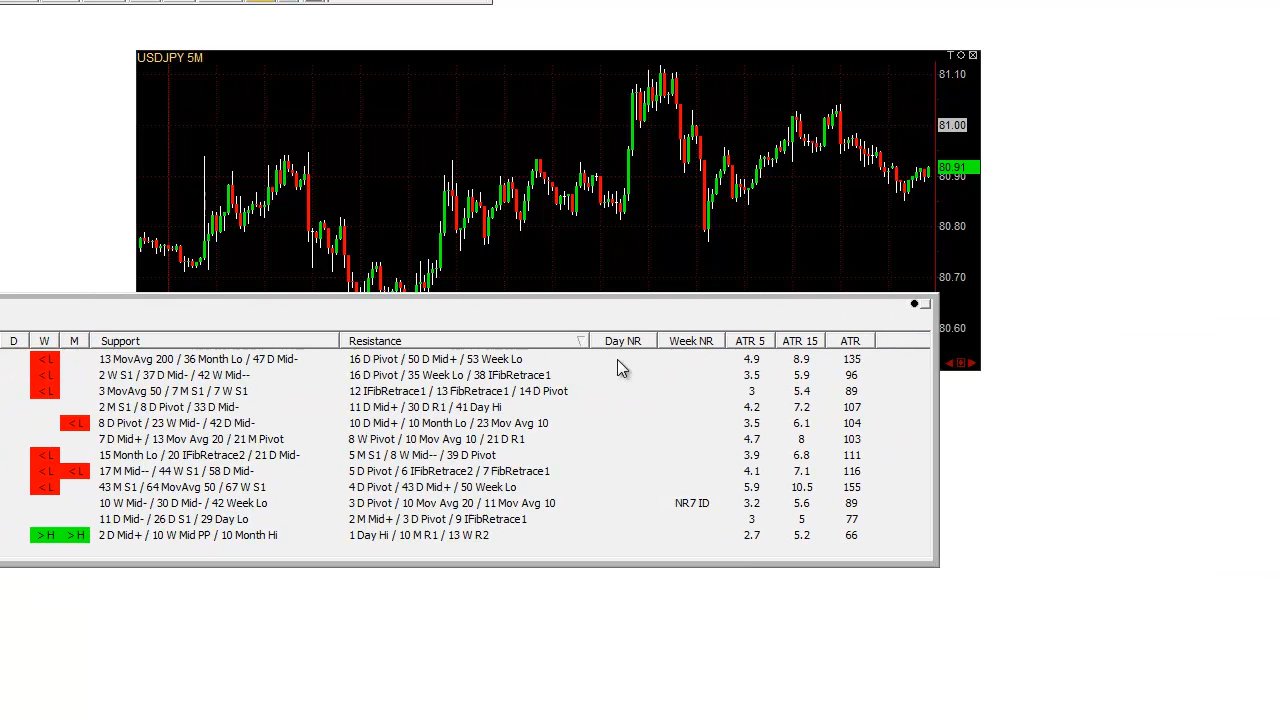 USDJPY 5M
81.10
81.00
80.91
80.90
80.80
80.70
80.60
D W M Support Resistance Day NR Week NR ATR 5 ATR 15 ATR
< L 13 MovAvg 200 / 36 Month Lo / 47 D Mid- 16 D Pivot / 50 D Mid+ / 53 Week Lo 4.9 8.9 135
< L 2 W S1 / 37 D Mid- / 42 W Mid-- 16 D Pivot / 35 Week Lo / 38 IFibRetrace1 3.5 5.9 96
< L 3 MovAvg 50 / 7 M S1 / 7 W S1 12 IFibRetrace1 / 13 FibRetrace1 / 14 D Pivot 3 5.4 89
2 M S1 / 8 D Pivot / 33 D Mid- 11 D Mid+ / 30 D R1 / 41 Day Hi 4.2 7.2 107
< L 8 D Pivot / 23 W Mid- / 42 D Mid- 10 D Mid+ / 10 Month Lo / 23 Mov Avg 10 3.5 6.1 104
7 D Mid+ / 13 Mov Avg 20 / 21 M Pivot 8 W Pivot / 10 Mov Avg 10 / 21 D R1 4.7 8 103
< L 15 Month Lo / 20 IFibRetrace2 / 21 D Mid- 5 M S1 / 8 W Mid-- / 39 D Pivot 3.9 6.8 111
< L < L 17 M Mid-- / 44 W S1 / 58 D Mid- 5 D Pivot / 6 IFibRetrace2 / 7 FibRetrace1 4.1 7.1 116
< L 43 M S1 / 64 MovAvg 50 / 67 W S1 4 D Pivot / 43 D Mid+ / 50 Week Lo 5.9 10.5 155
10 W Mid- / 30 D Mid- / 42 Week Lo 3 D Pivot / 10 Mov Avg 20 / 11 Mov Avg 10 NR7 ID 3.2 5.6 89
11 D Mid- / 26 D S1 / 29 Day Lo 2 M Mid+ / 3 D Pivot / 9 IFibRetrace1 3 5 77
> H > H 2 D Mid+ / 10 W Mid PP / 10 Month Hi 1 Day Hi / 10 M R1 / 13 W R2 2.7 5.2 66